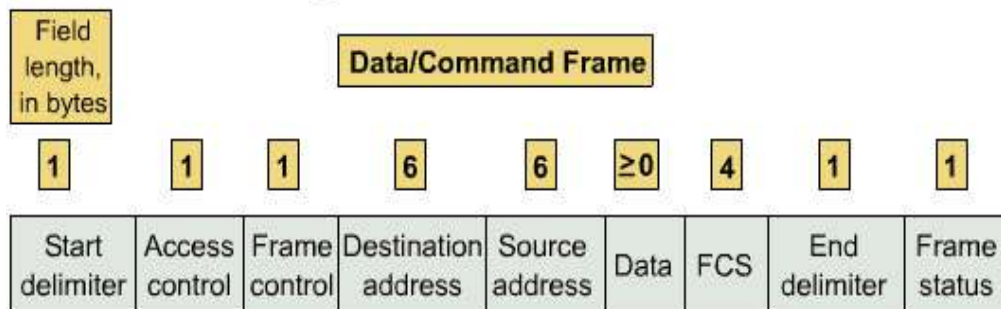 Field
length,
in bytes
Data/Command Frame
1 1 1 6 6 ≥0 4 1 1
Start Access Frame Destination Source Data FCS End Frame
delimiter control control address address delimiter status